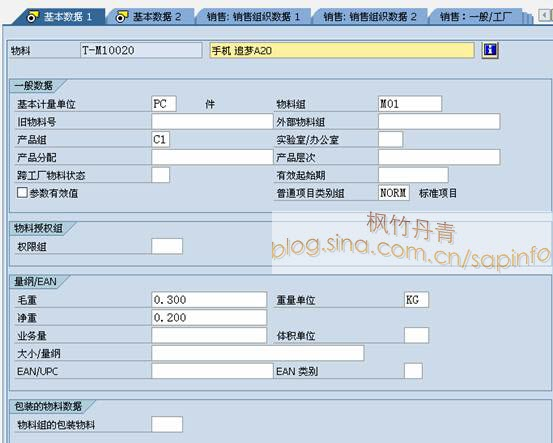 基本数据 1 基本数据 2 销售: 销售组织数据 1 销售: 销售组织数据 2 销售：一般/工厂
物料 T-M10020 手机 追梦A20
一般数据
基本计量单位 PC 件 物料组 M01
旧物料号 外部物料组
产品组 C1 实验室/办公室
产品分配 产品层次
跨工厂物料状态 有效起始期
参数有效值 普通项目类别组 NORM 标准项目
物料授权组
权限组
枫竹丹青
blog.sina.com.cn/sapinfo
量纲/EAN
毛重 0.300 重量单位 KG
净重 0.200
业务量 体积单位
大小/量纲
EAN/UPC EAN 类别
包装的物料数据
物料组的包装物料